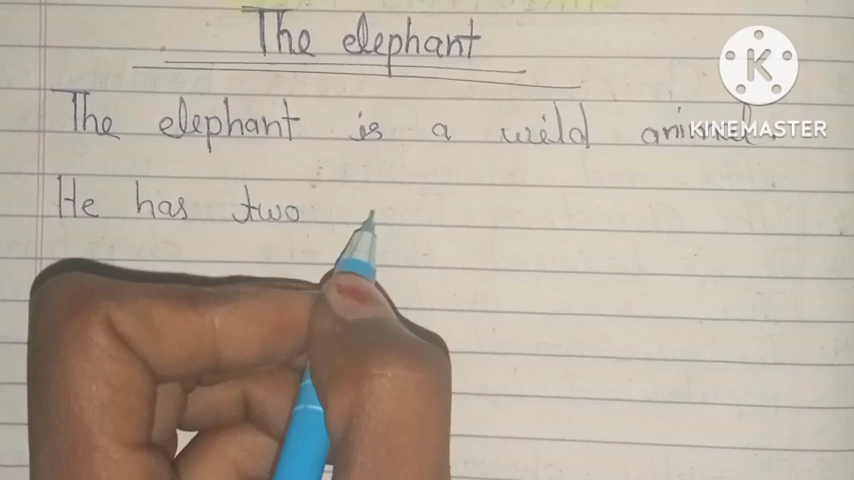 The elephant
The elephant is a wild animal.
He has two
KINEMASTER